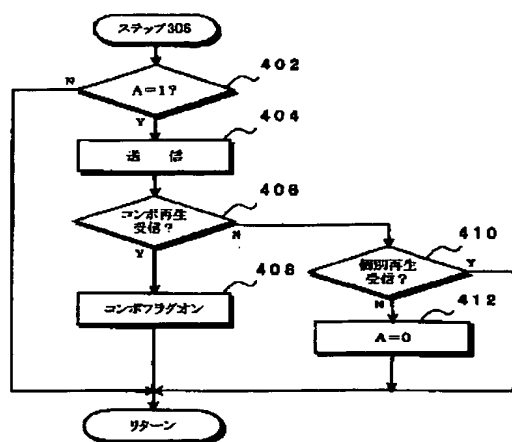 ステップ306
402
N
A=1?
Y
404
送 信
406
コンボ再生
受信?
N
Y
410
個別再生
受信?
Y
N
408
コンボフラグオン
412
A=0
リターン